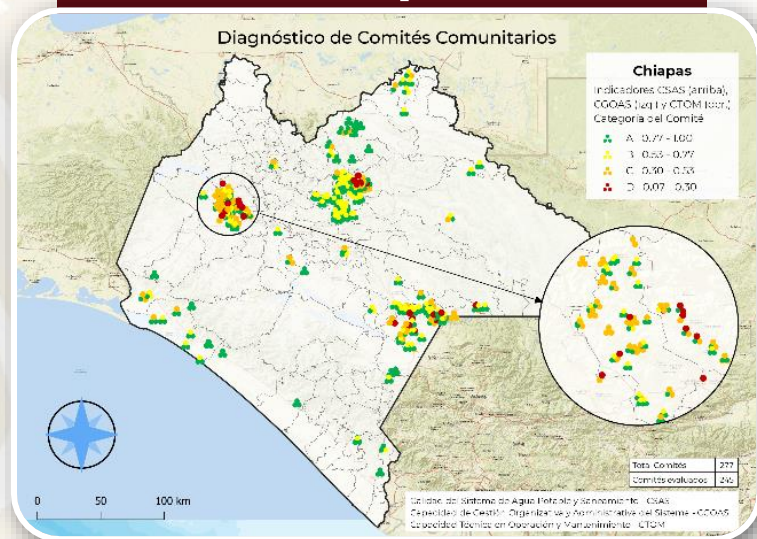 Diagnóstico de Comités Comunitarios
Chiapas
Indicadores CSAS (arriba),
CGOAS (izq.) y CTOM (der.)
Categoría del Comité
A 0.77 - 1.00
B 0.53 - 0.77
C 0.30 - 0.53
D 0.07 - 0.30
Total Comités 277
Comités evaluados 245
0 50 100 km
Calidad del Sistema de Agua Potable y Saneamiento - CSAS
Capacidad de Gestión Organizativa y Administrativa del Sistema - CGOAS
Capacidad Técnica en Operación y Mantenimiento - CTOM